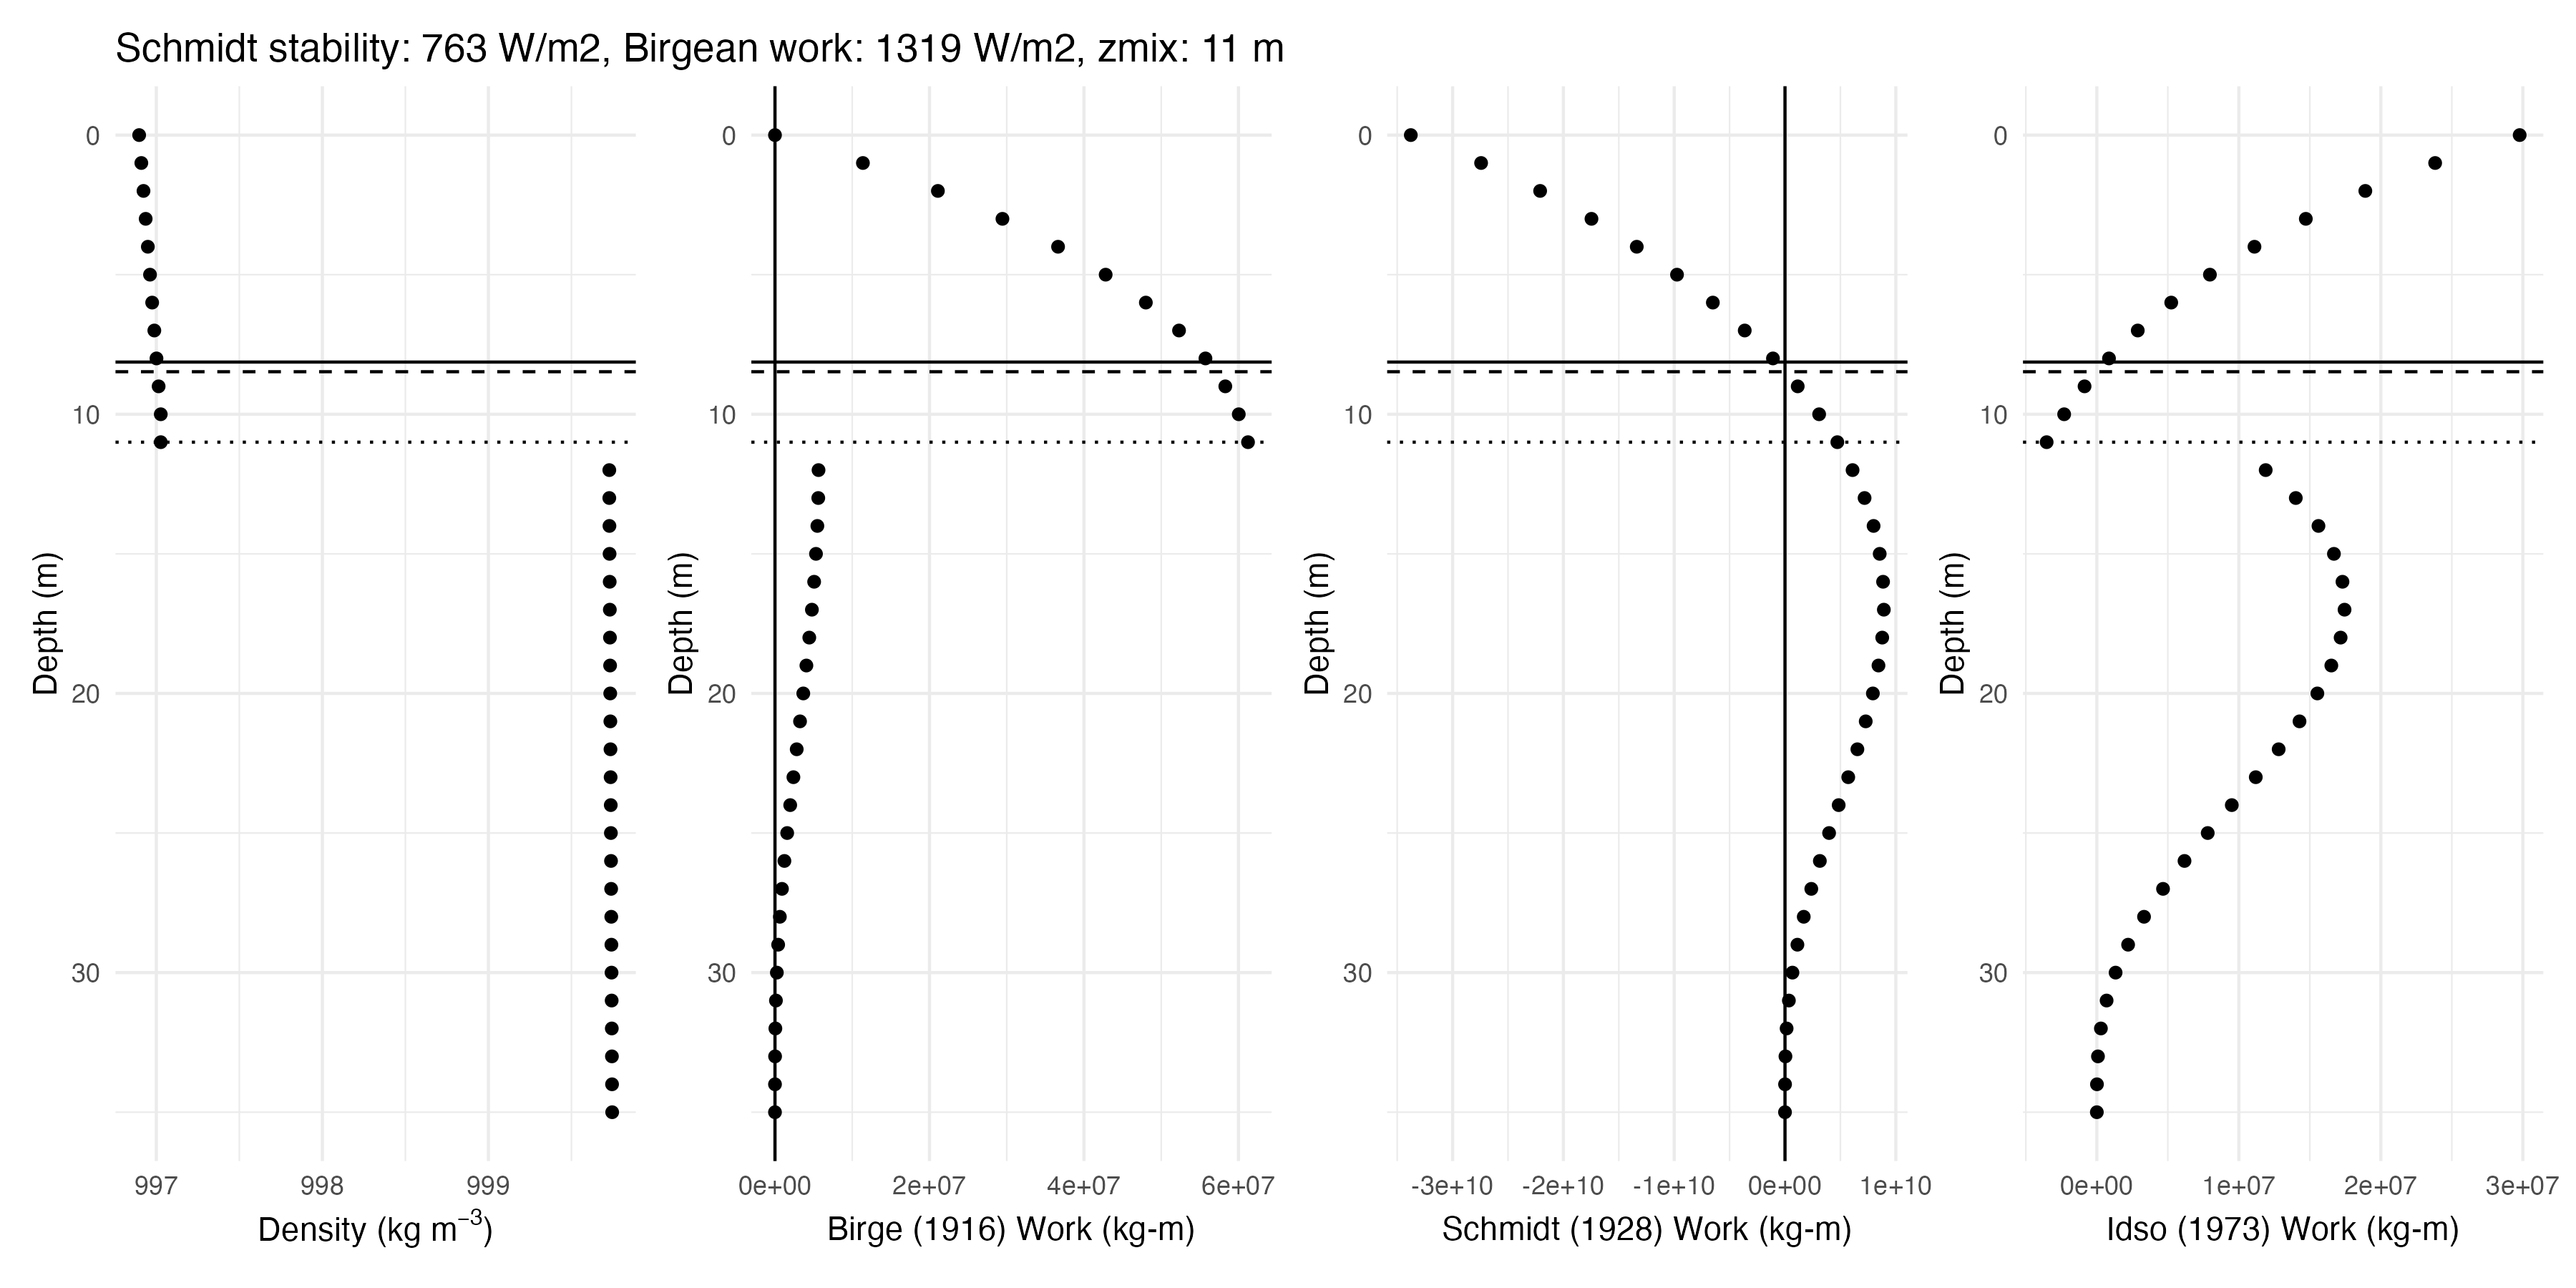 Schmidt stability: 763 W/m2, Birgean work: 1319 W/m2, zmix: 11 m
0
10
20
30
Depth (m)
997 998 999
Density (kg m⁻³)
0
10
20
30
Depth (m)
0e+00 2e+07 4e+07 6e+07
Birge (1916) Work (kg-m)
0
10
20
30
Depth (m)
-3e+10 -2e+10 -1e+10 0e+00 1e+10
Schmidt (1928) Work (kg-m)
0
10
20
30
Depth (m)
0e+00 1e+07 2e+07 3e+07
Idso (1973) Work (kg-m)